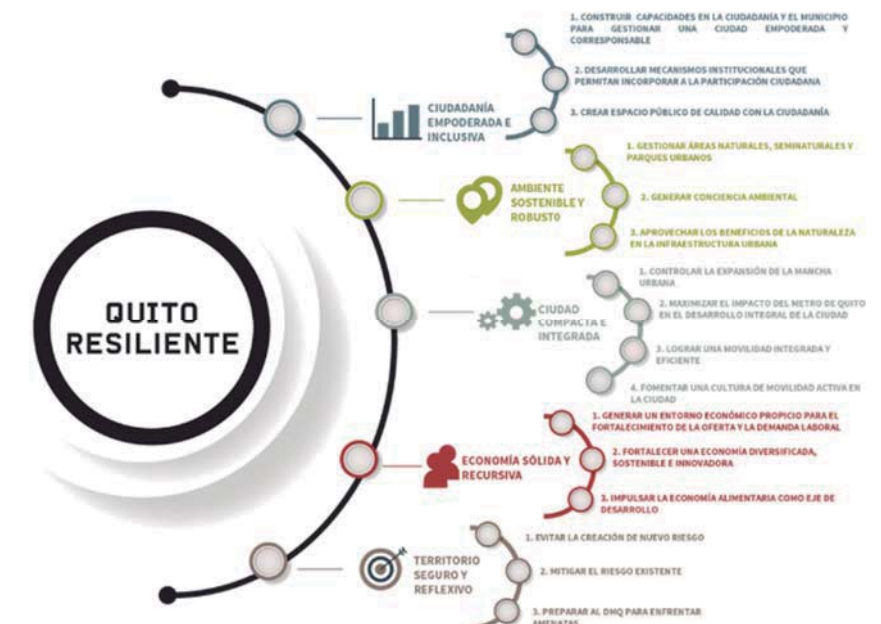 QUITO
RESILIENTE
CIUDADANÍA
EMPODERADA E
INCLUSIVA
1. CONSTRUIR CAPACIDADES EN LA CIUDADANÍA Y EL MUNICIPIO
PARA GESTIONAR UNA CIUDAD EMPODERADA Y
CORRESPONSABLE
2. DESARROLLAR MECANISMOS INSTITUCIONALES QUE
PERMITAN INCORPORAR A LA PARTICIPACIÓN CIUDADANA
3. CREAR ESPACIO PÚBLICO DE CALIDAD CON LA CIUDADANÍA
AMBIENTE
SOSTENIBLE Y
ROBUSTO
1. GESTIONAR ÁREAS NATURALES, SEMINATURALES Y
PARQUES URBANOS
2. GENERAR CONCIENCIA AMBIENTAL
3. APROVECHAR LOS BENEFICIOS DE LA NATURALEZA
EN LA INFRAESTRUCTURA URBANA
CIUDAD
COMPACTA E
INTEGRADA
1. CONTROLAR LA EXPANSIÓN DE LA MANCHA
URBANA
2. MAXIMIZAR EL IMPACTO DEL METRO DE QUITO
EN EL DESARROLLO INTEGRAL DE LA CIUDAD
3. LOGRAR UNA MOVILIDAD INTEGRADA Y
EFICIENTE
4. FOMENTAR UNA CULTURA DE MOVILIDAD ACTIVA EN
LA CIUDAD
ECONOMÍA SÓLIDA Y
RECURSIVA
1. GENERAR UN ENTORNO ECONÓMICO PROPICIO PARA EL
FORTALECIMIENTO DE LA OFERTA Y LA DEMANDA LABORAL
2. FORTALECER UNA ECONOMÍA DIVERSIFICADA,
SOSTENIBLE E INNOVADORA
3. IMPULSAR LA ECONOMÍA ALIMENTARIA COMO EJE DE
DESARROLLO
TERRITORIO
SEGURO Y
REFLEXIVO
1. EVITAR LA CREACIÓN DE NUEVO RIESGO
2. MITIGAR EL RIESGO EXISTENTE
3. PREPARAR AL DMQ PARA ENFRENTAR
AMENAZAS